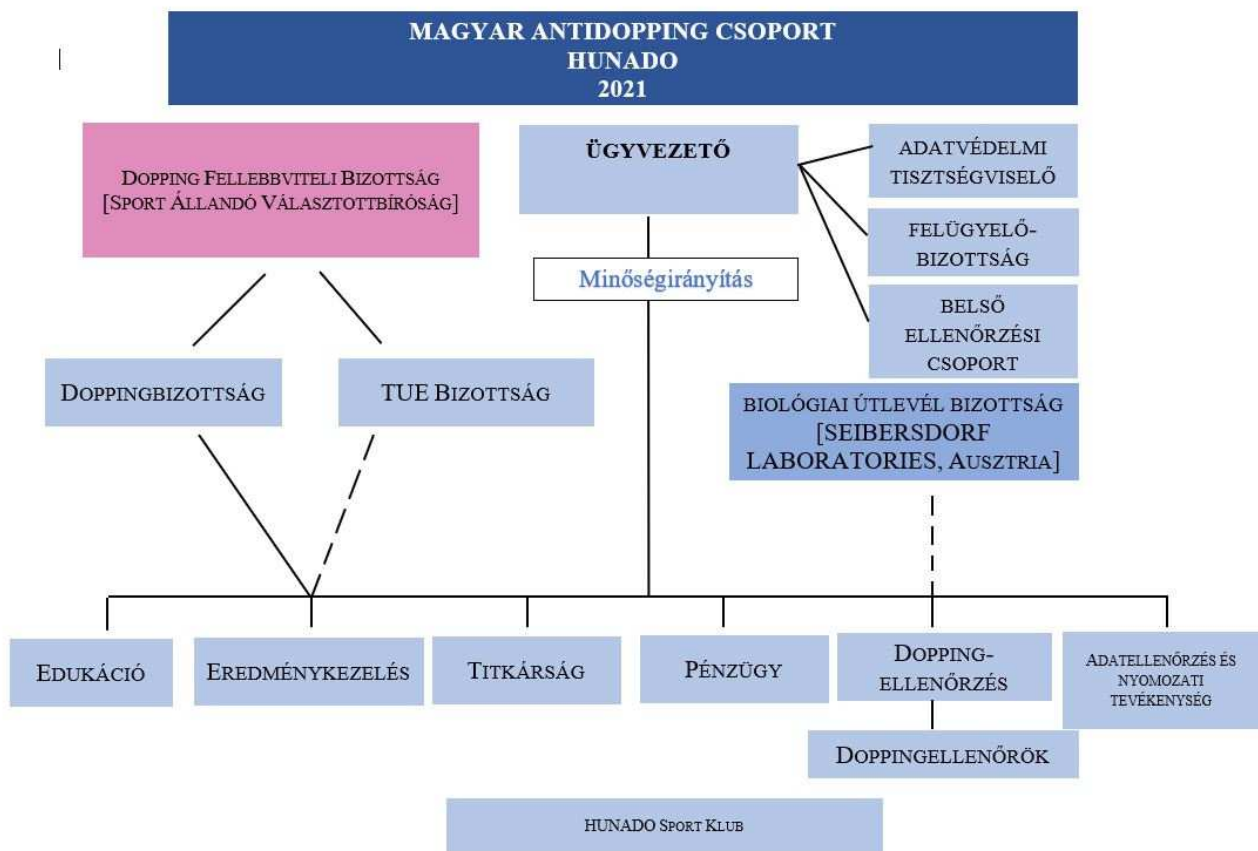 MAGYAR ANTIDOPPING CSOPORT
HUNADO
2021
DOPPING FELLEBBVITELI BIZOTTSÁG
[SPORT ÁLLANDÓ VÁLASZTOTTBÍRÓSÁG]
ÜGYVEZETŐ
ADATVÉDELMI
TISZTSÉGVISELŐ
FELÜGYELŐ-
BIZOTTSÁG
Minőségirányítás
BELSŐ
ELLENŐRZÉSI
CSOPORT
DOPPINGBIZOTTSÁG
TUE BIZOTTSÁG
BIOLÓGIAI ÚTLEVÉL BIZOTTSÁG
[SEIBERSDORF
LABORATORIES, AUSZTRIA]
EDUKÁCIÓ
EREDMÉNYKEZELÉS
TITKÁRSÁG
PÉNZÜGY
DOPPING-
ELLENŐRZÉS
ADATELLENŐRZÉS ÉS
NYOMOZATI
TEVÉKENYSÉG
DOPPINGELLENŐRÖK
HUNADO SPORT KLUB